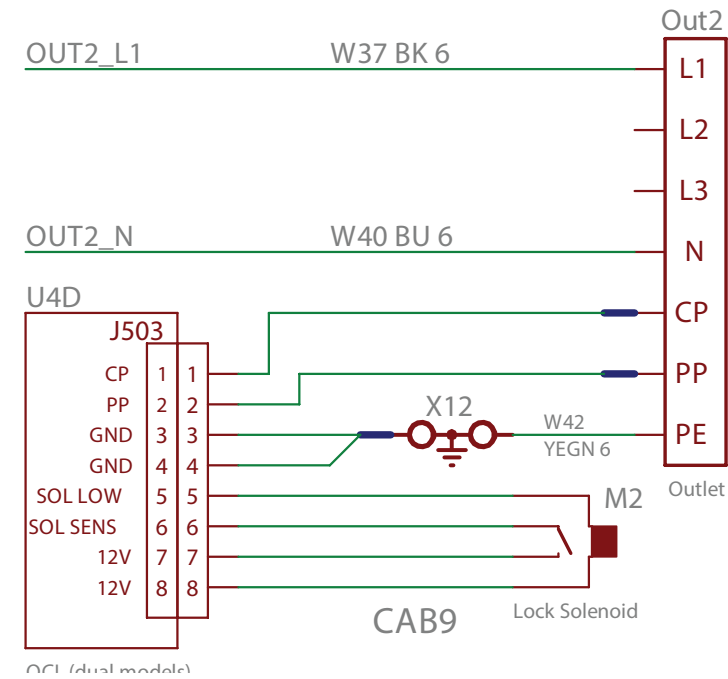 Out2
OUT2_L1
W37 BK 6
L1
L2
L3
OUT2_N
W40 BU 6
N
U4D
CP
J503
CP 1 1
PP
PP 2 2
X12
GND 3 3
W42
YEGN 6
PE
GND 4 4
Outlet
SOL LOW 5 5
M2
SOL SENS 6 6
12V 7 7
12V 8 8
CAB9
Lock Solenoid
(dual models)